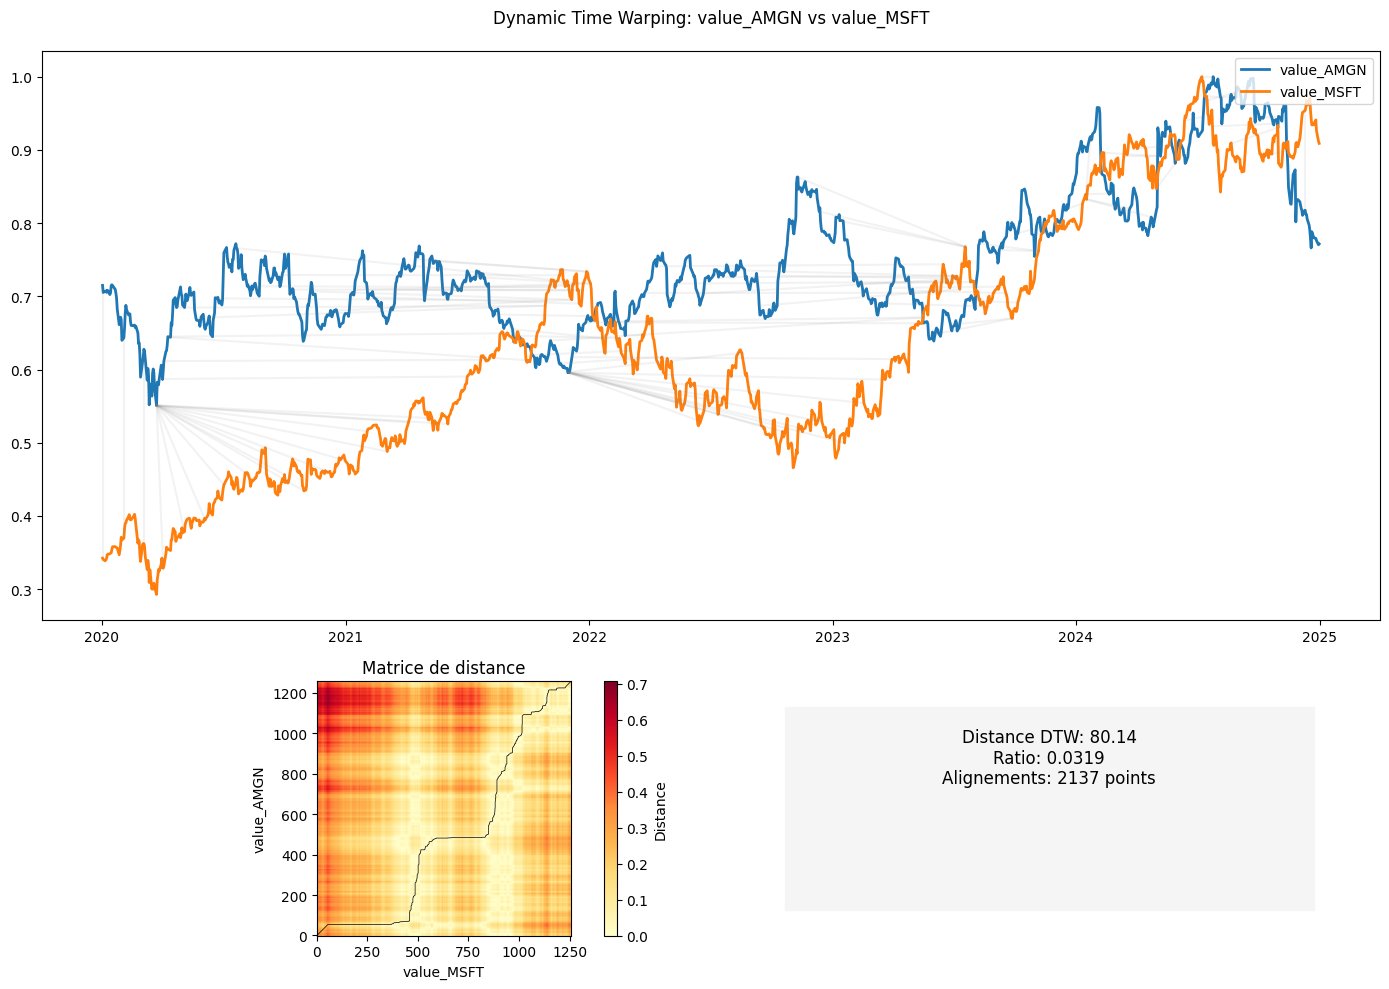 Dynamic Time Warping: value_AMGN vs value_MSFT
value_AMGN
value_MSFT
1.0
0.9
0.8
0.7
0.6
0.5
0.4
0.3
2020 2021 2022 2023 2024 2025
Matrice de distance
value_AMGN
1200
1000
800
600
400
200
0
0 250 500 750 1000 1250
value_MSFT
0.7
0.6
0.5
0.4
0.3
0.2
0.1
0.0
Distance
Distance DTW: 80.14
Ratio: 0.0319
Alignements: 2137 points